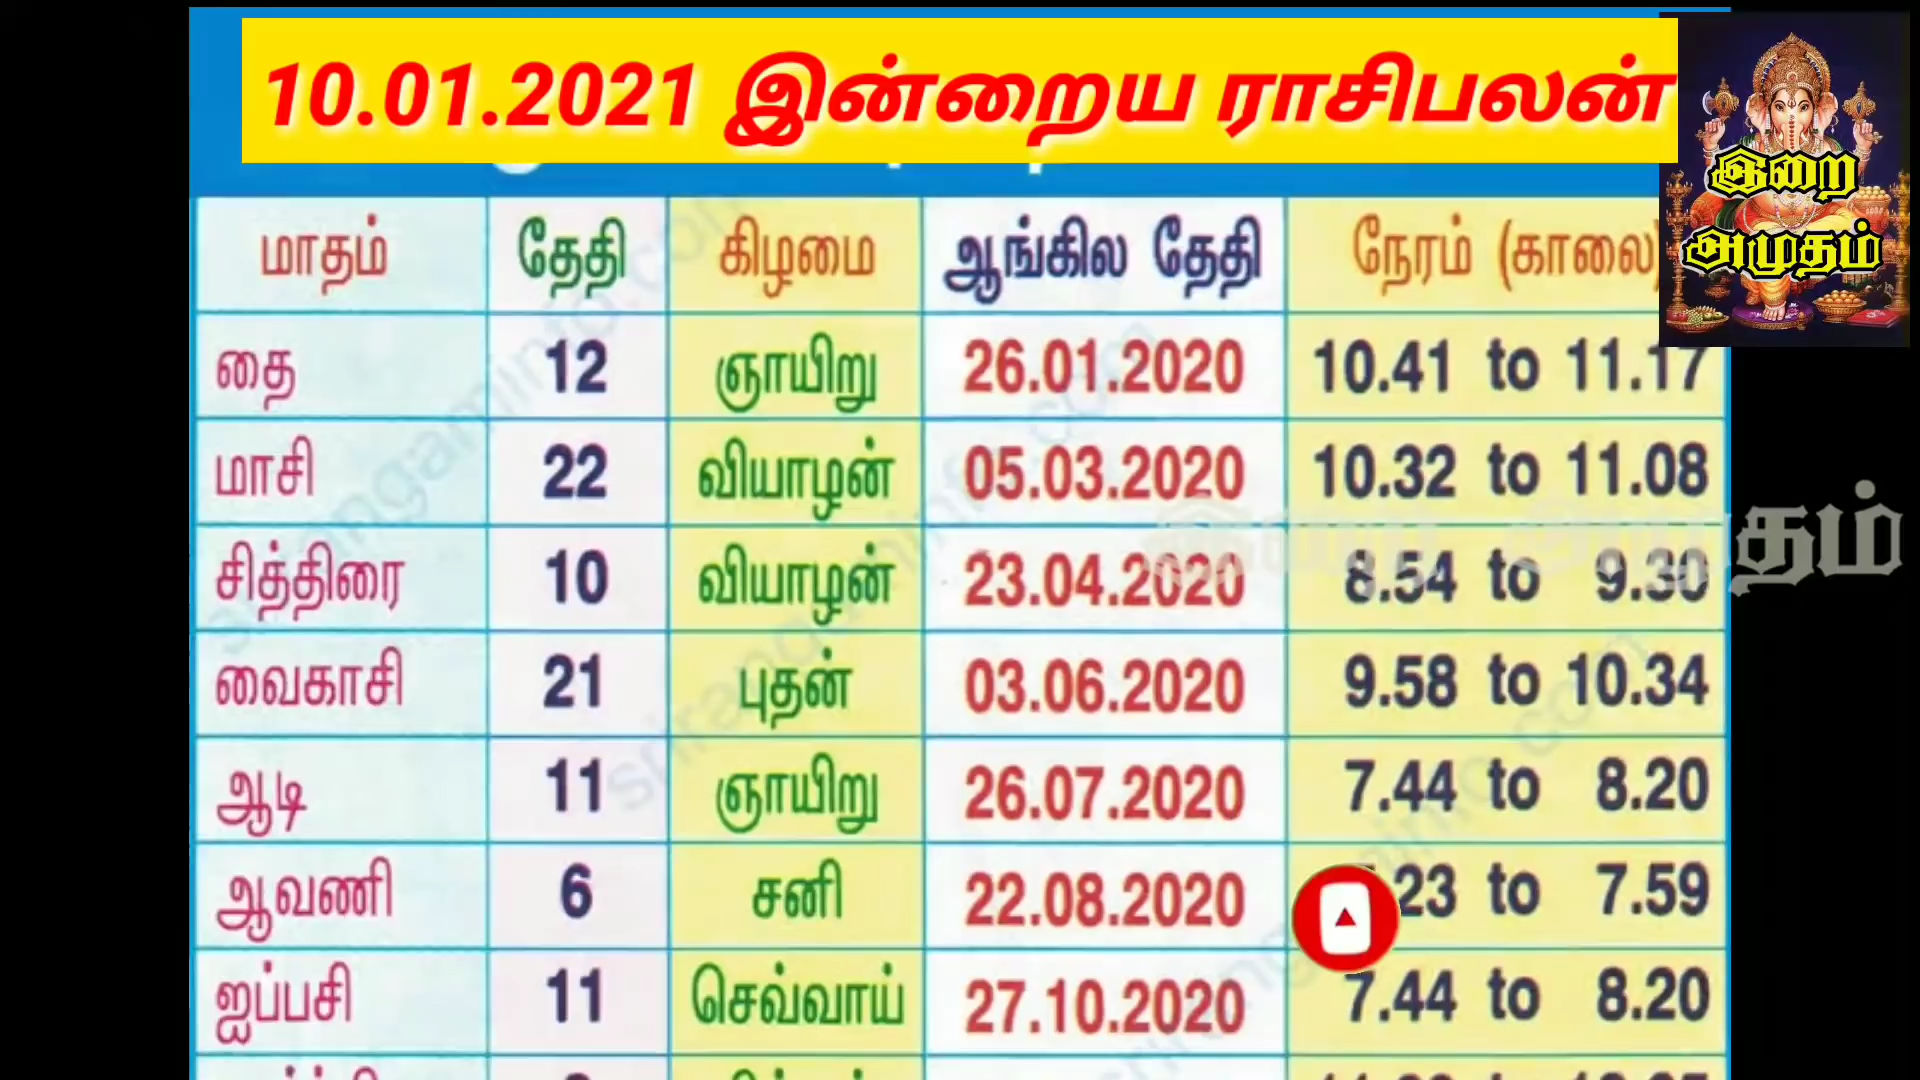 10.01.2021 இன்றைய ராசிபலன்
இறை
அமுதம்
மாதம் தேதி கிழமை ஆங்கில தேதி நேரம் (காலை)
தை 12 ஞாயிறு 26.01.2020 10.41 to 11.17
மாசி 22 வியாழன் 05.03.2020 10.32 to 11.08
சித்திரை 10 வியாழன் 23.04.2020 8.54 to 9.30
வைகாசி 21 புதன் 03.06.2020 9.58 to 10.34
ஆடி 11 ஞாயிறு 26.07.2020 7.44 to 8.20
ஆவணி 6 சனி 22.08.2020 23 to 7.59
ஐப்பசி 11 செவ்வாய் 27.10.2020 7.44 to 8.20
இறை அமுதம்